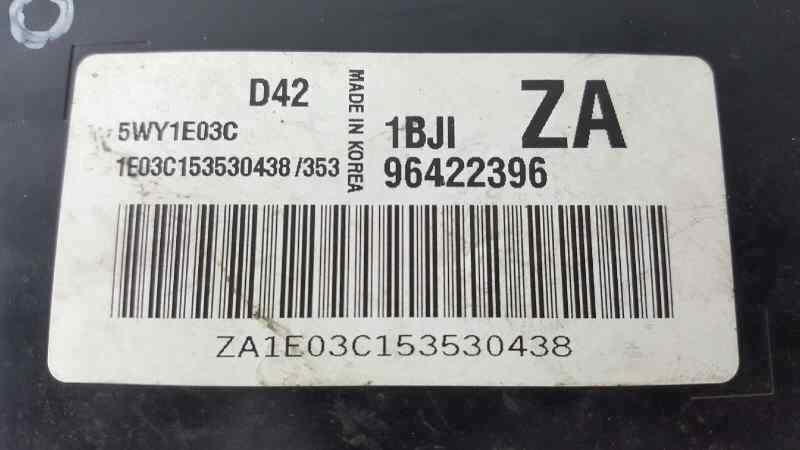 D42
5WY1E03C
1E03C153530438 /353
MADE IN KOREA
1BJI
ZA
96422396
ZA1E03C153530438